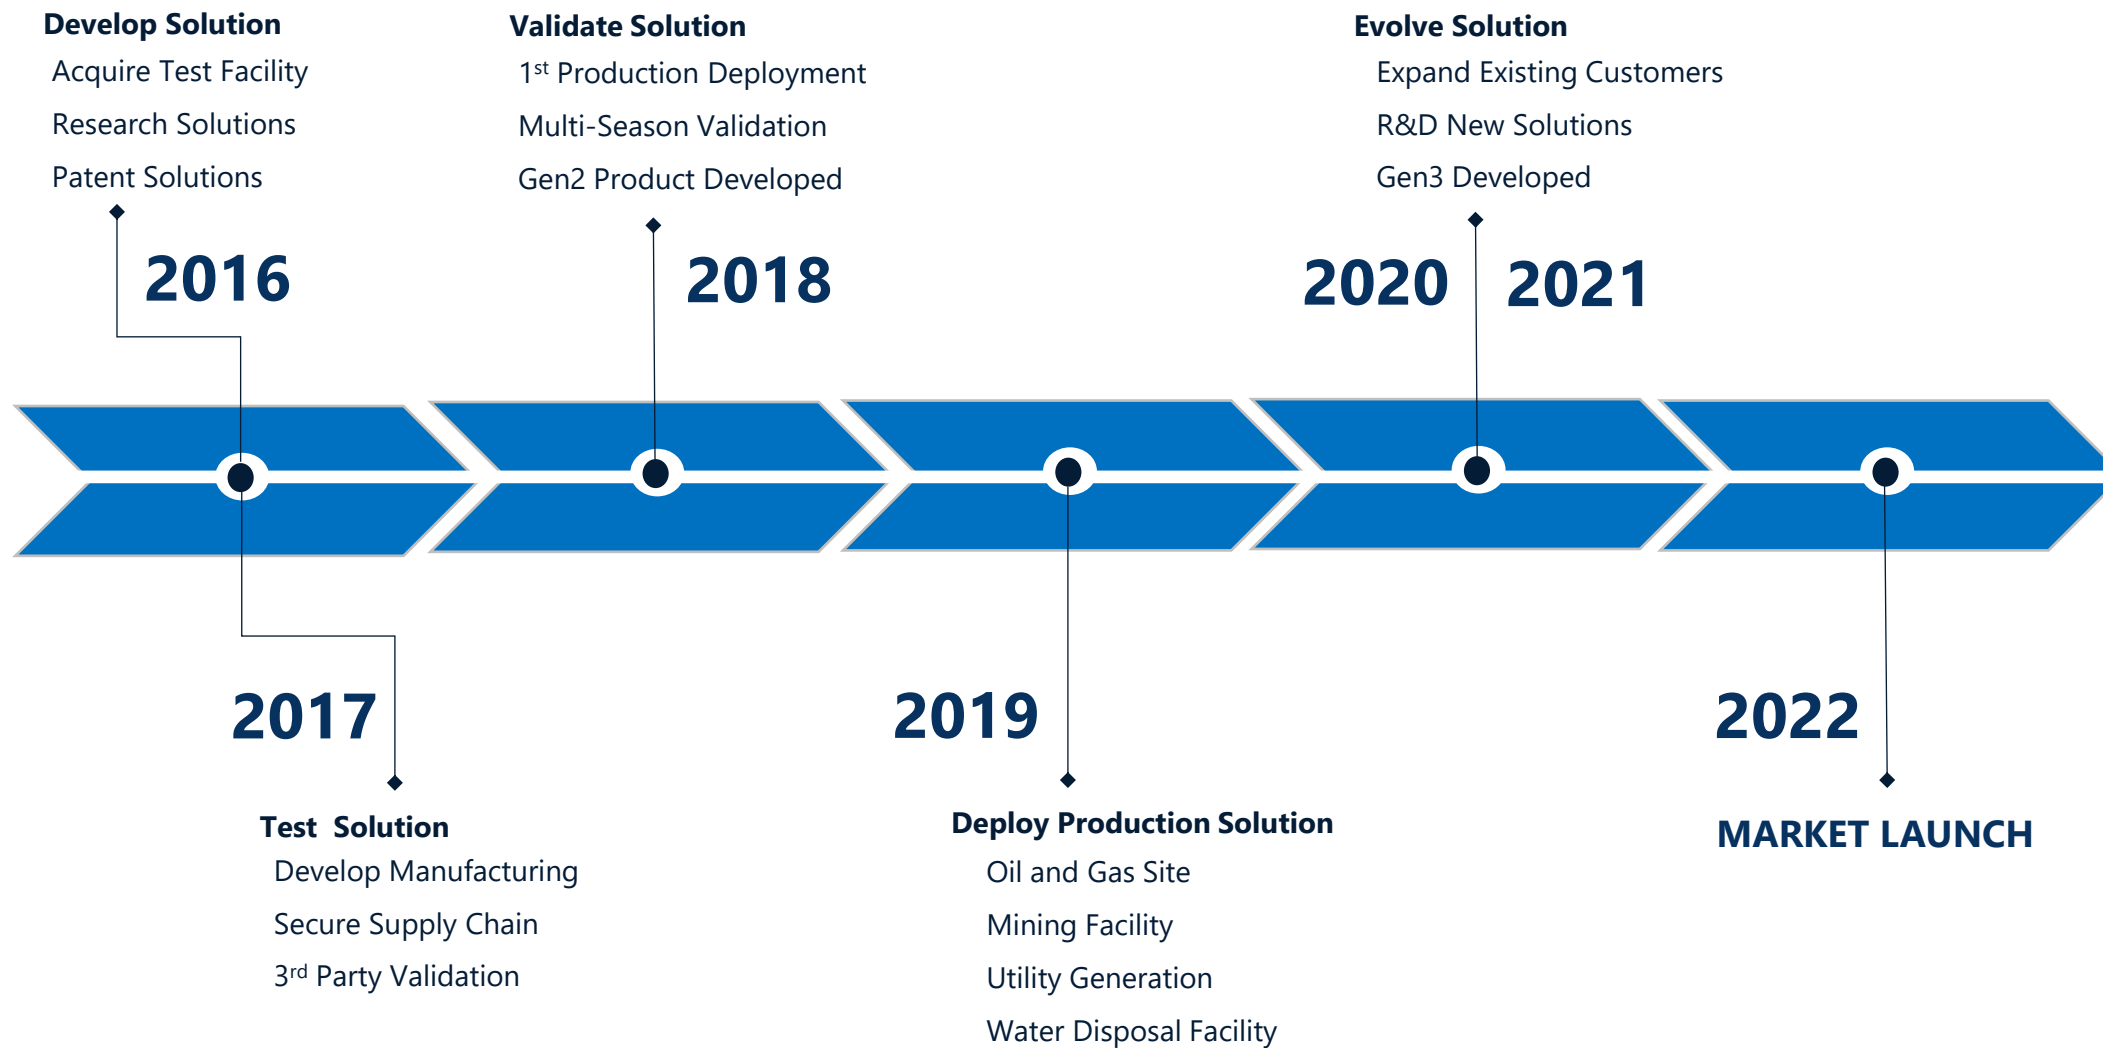 Develop Solution
Acquire Test Facility
Research Solutions
Patent Solutions
2016
Validate Solution
1st Production Deployment
Multi-Season Validation
Gen2 Product Developed
2018
Evolve Solution
Expand Existing Customers
R&D New Solutions
Gen3 Developed
2020 2021
2017
Test Solution
Develop Manufacturing
Secure Supply Chain
3rd Party Validation
2019
Deploy Production Solution
Oil and Gas Site
Mining Facility
Utility Generation
Water Disposal Facility
2022
MARKET LAUNCH